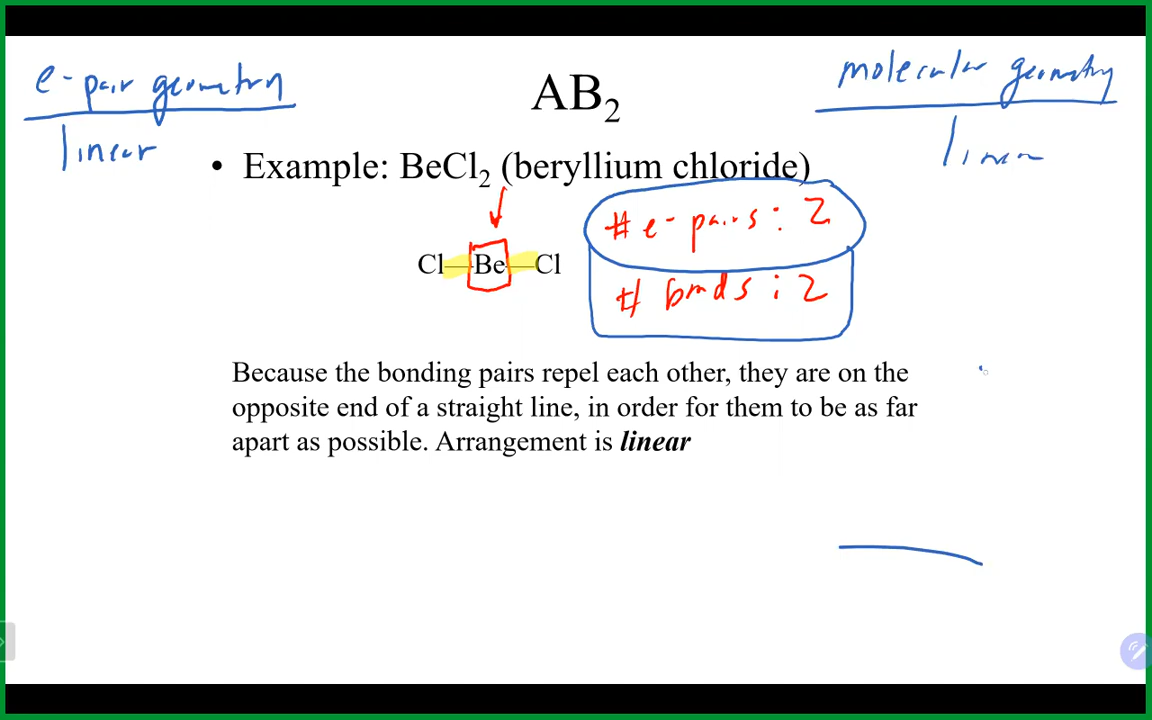 e- pair geometry
linear
AB2
molecular geometry
linear
• Example: BeCl2 (beryllium chloride)
# e- pairs: 2
Cl—Be—Cl
# bonds: 2
Because the bonding pairs repel each other, they are on the
opposite end of a straight line, in order for them to be as far
apart as possible. Arrangement is linear